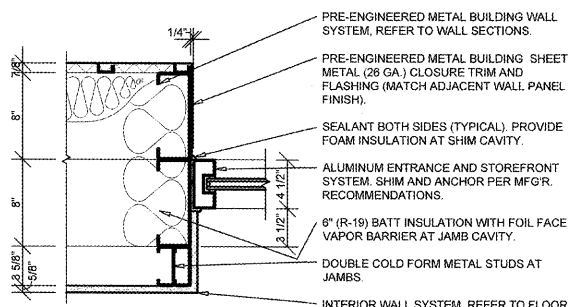 1/4"
PRE-ENGINEERED METAL BUILDING WALL
SYSTEM, REFER TO WALL SECTIONS.
7/8"
PRE-ENGINEERED METAL BUILDING SHEET
METAL (26 GA.) CLOSURE TRIM AND
FLASHING (MATCH ADJACENT WALL PANEL
FINISH).
8"
SEALANT BOTH SIDES (TYPICAL). PROVIDE
FOAM INSULATION AT SHIM CAVITY.
ALUMINUM ENTRANCE AND STOREFRONT
SYSTEM. SHIM AND ANCHOR PER MFG'R.
RECOMMENDATIONS.
4 1/2"
8"
3 1/2"
6" (R-19) BATT INSULATION WITH FOIL FACE
VAPOR BARRIER AT JAMB CAVITY.
DOUBLE COLD FORM METAL STUDS AT
JAMBS.
3 5/8"
5/8"
INTERIOR WALL SYSTEM, REFER TO FLOOR